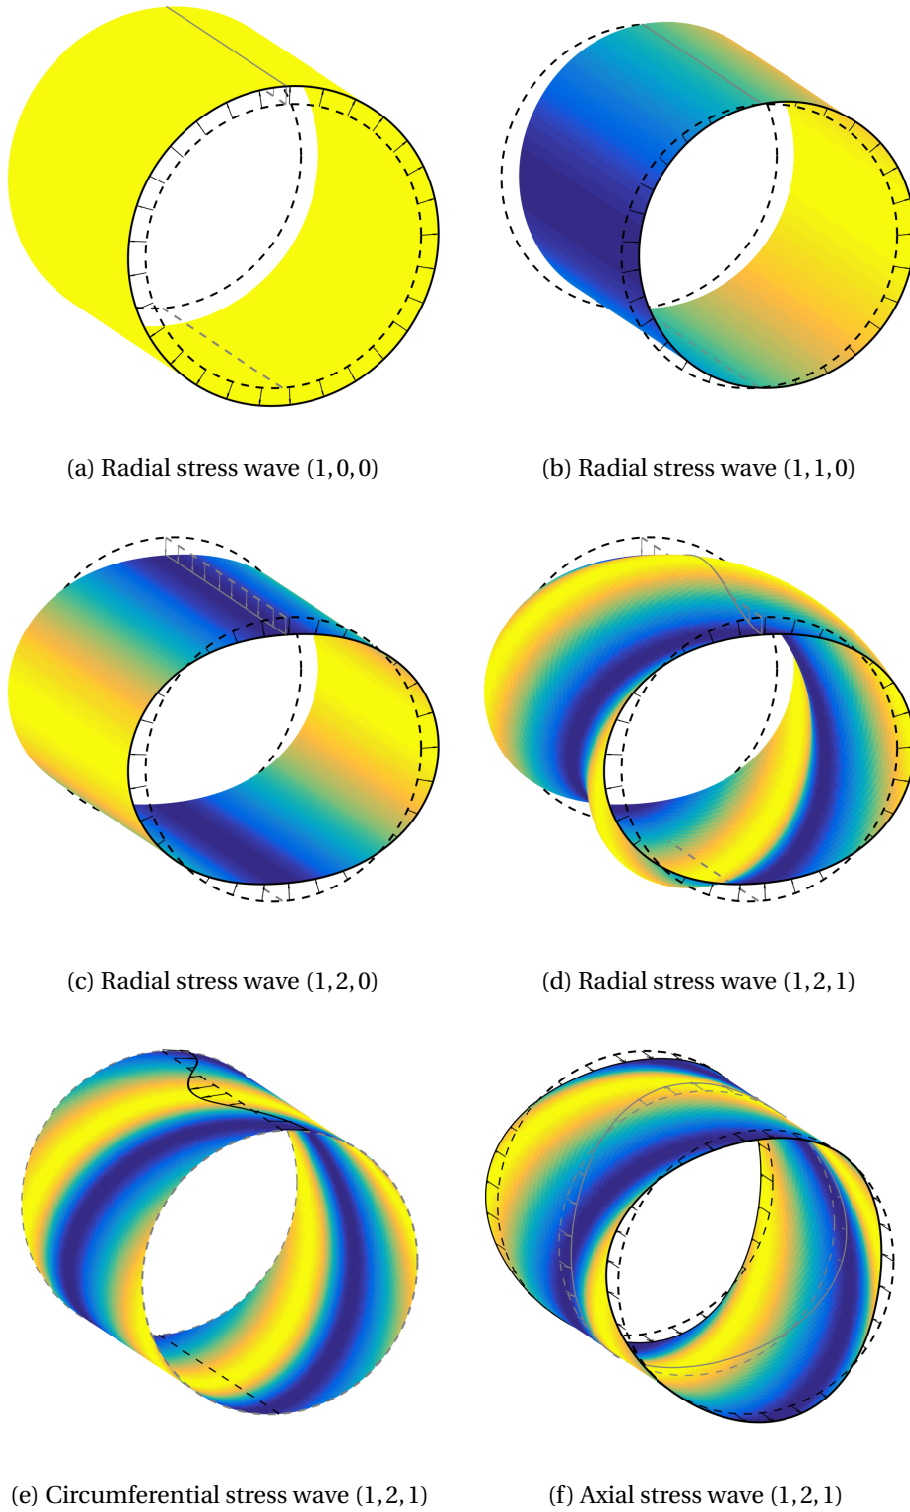 (a) Radial stress wave (1,0,0)
(b) Radial stress wave (1,1,0)
(c) Radial stress wave (1,2,0)
(d) Radial stress wave (1,2,1)
(e) Circumferential stress wave (1,2,1)
(f) Axial stress wave (1,2,1)